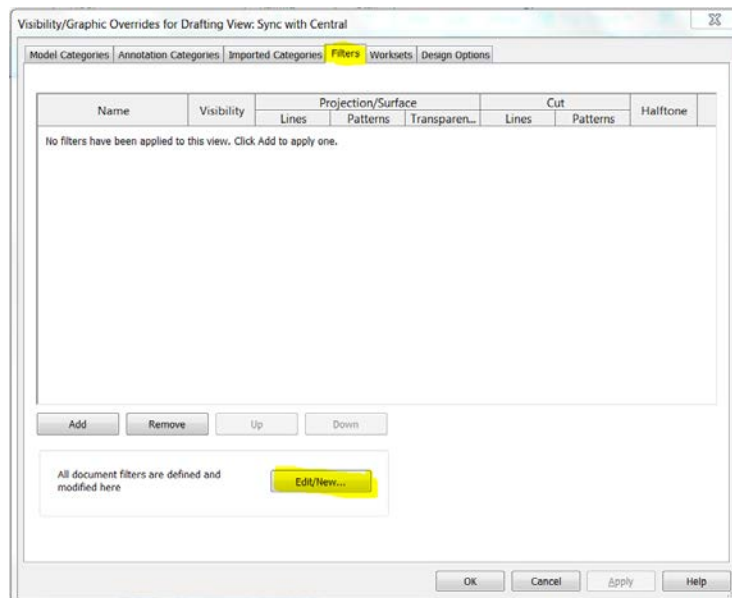 Visibility/Graphic Overrides for Drafting View: Sync with Central
Model Categories Annotation Categories Imported Categories Filters Worksets Design Options
Name Visibility Projection/Surface Cut Halftone
Lines Patterns Transparen... Lines Patterns
No filters have been applied to this view. Click Add to apply one.
Add Remove Up Down
All document filters are defined and
modified here
Edit/New...
OK Cancel Apply Help